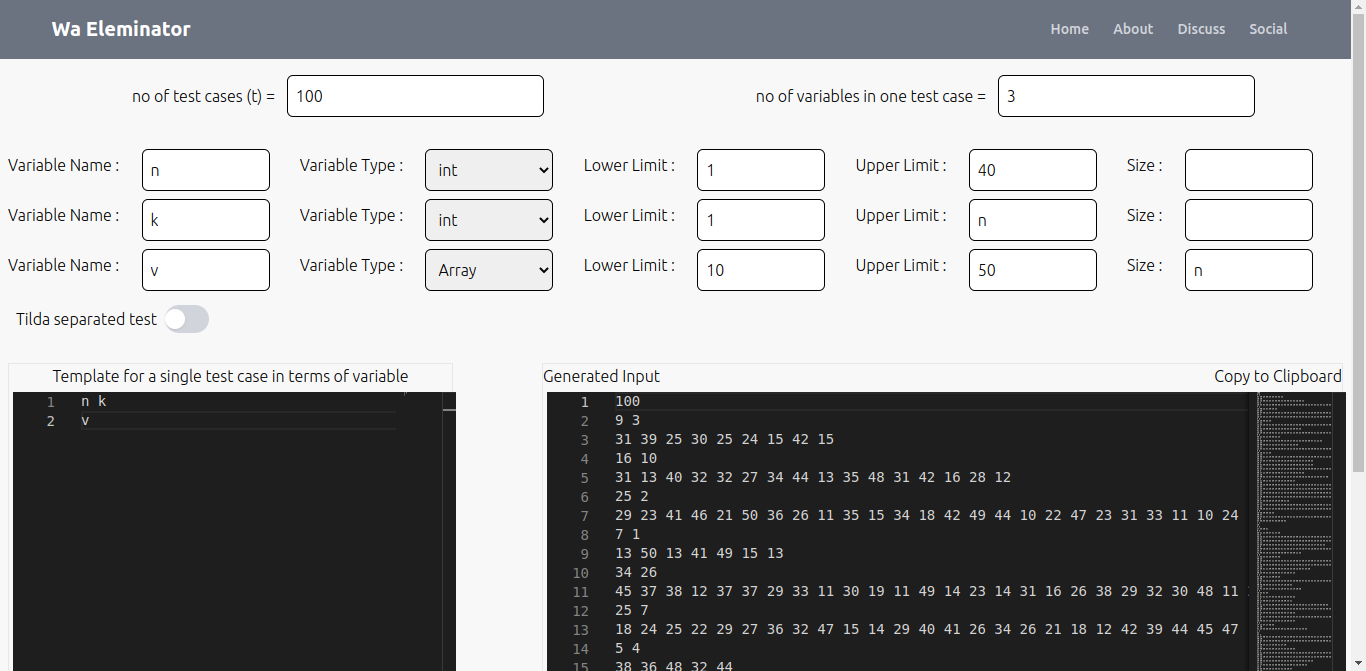 Wa Eleminator Home About Discuss Social
no of test cases (t) = 100 no of variables in one test case = 3
Variable Name : n Variable Type : int Lower Limit : 1 Upper Limit : 40 Size :
Variable Name : k Variable Type : int Lower Limit : 1 Upper Limit : n Size :
Variable Name : v Variable Type : Array Lower Limit : 10 Upper Limit : 50 Size : n
Tilda separated test
Template for a single test case in terms of variable
1 n k
2 v
Generated Input Copy to Clipboard
1 100
2 9 3
3 31 39 25 30 25 24 15 42 15
4 16 10
5 31 13 40 32 32 27 34 44 13 35 48 31 42 16 28 12
6 25 2
7 29 23 41 46 21 50 36 26 11 35 15 34 18 42 49 44 10 22 47 23 31 33 11 10 24
8 7 1
9 13 50 13 41 49 15 13
10 34 26
11 45 37 38 12 37 37 29 33 11 30 19 11 49 14 23 14 31 16 26 38 29 32 30 48 11
12 25 7
13 18 24 25 22 29 27 36 32 47 15 14 29 40 41 26 34 26 21 18 12 42 39 44 45 47
14 5 4
15 38 36 48 32 44